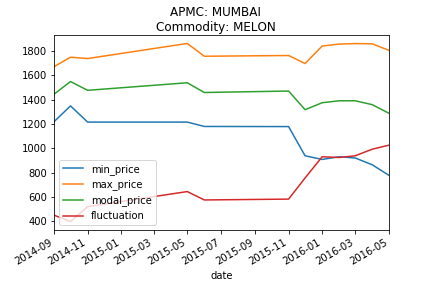 APMC: MUMBAI
Commodity: MELON
1800
1600
1400
1200
1000
800
600
400
min_price
max_price
modal_price
fluctuation
2014-09
2014-11
2015-01
2015-03
2015-05
2015-07
2015-09
2015-11
2016-01
2016-03
2016-05
date